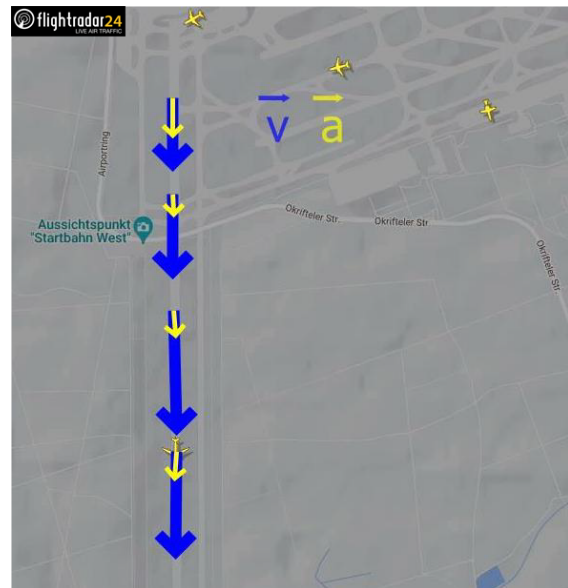 flightradar24
LIVE AIR TRAFFIC
v a
Airportring
Aussichtspunkt
"Startbahn West"
Okrifteler Str.
Okrifteler Str.
Okrifteler Str.